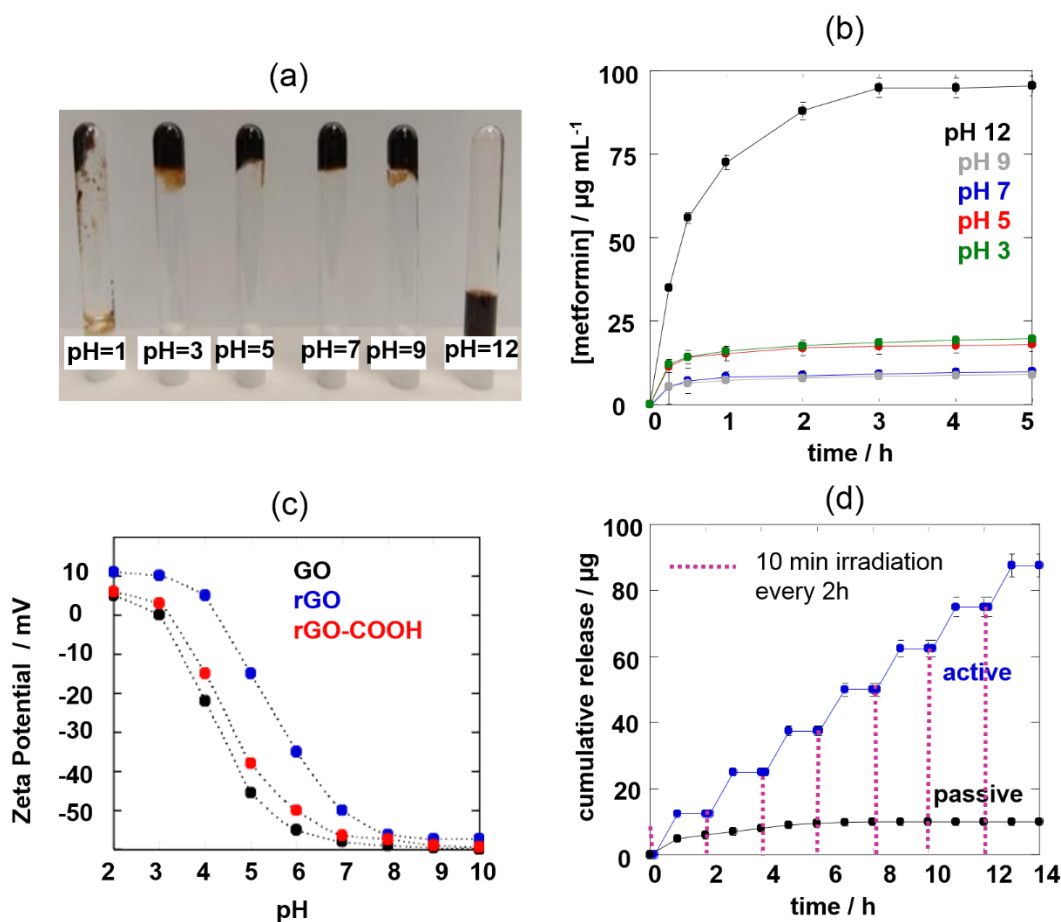 (a)
pH=1
pH=3
pH=5
pH=7
pH=9
pH=12
(b)
[metformin] / µg mL⁻¹
100
75
50
25
0
pH 12
pH 9
pH 7
pH 5
pH 3
0 1 2 3 4 5
time / h
(c)
Zeta Potential / mV
10
0
-10
-20
-30
-40
-50
GO
rGO
rGO-COOH
2 3 4 5 6 7 8 9 10
pH
(d)
cumulative release / µg
100
80
60
40
20
0
10 min irradiation
every 2h
active
passive
0 2 4 6 8 10 12 14
time / h